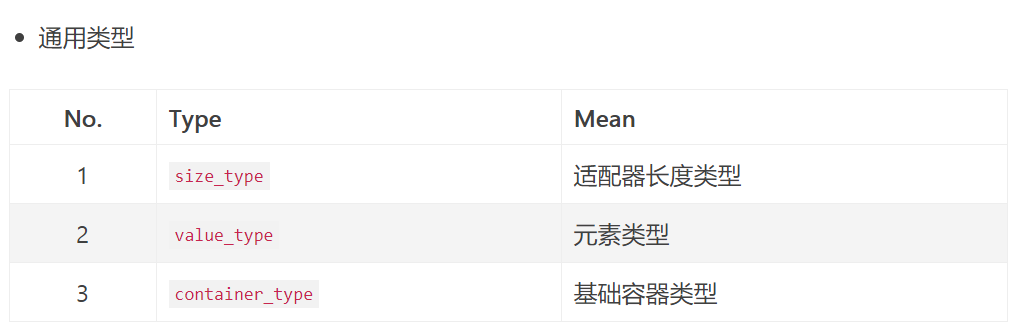 通用类型
No. Type Mean
1 size_type 适配器长度类型
2 value_type 元素类型
3 container_type 基础容器类型